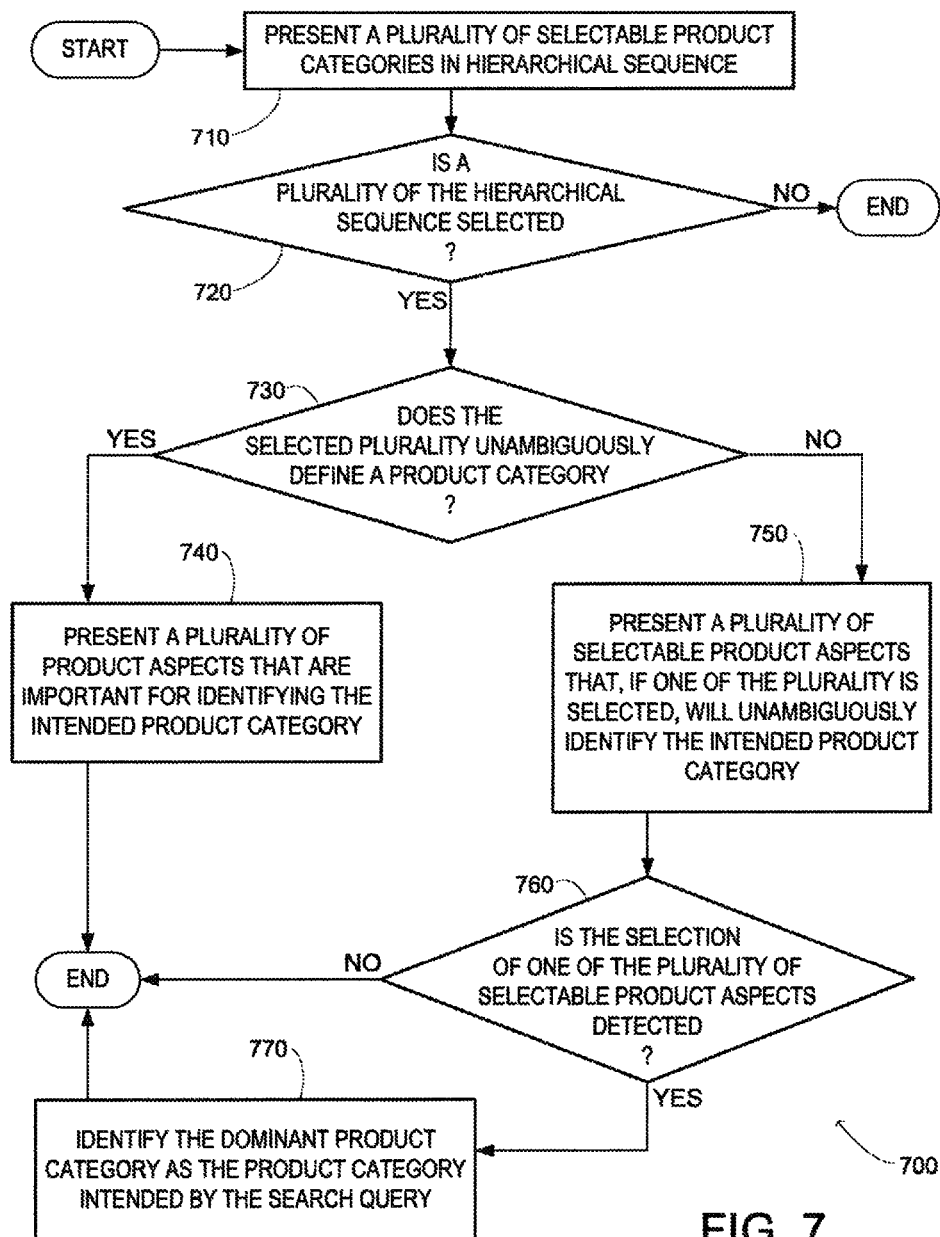 START
PRESENT A PLURALITY OF SELECTABLE PRODUCT
CATEGORIES IN HIERARCHICAL SEQUENCE
710
IS A
PLURALITY OF THE HIERARCHICAL
SEQUENCE SELECTED
?
NO
END
720
YES
730
DOES THE
SELECTED PLURALITY UNAMBIGUOUSLY
DEFINE A PRODUCT CATEGORY
?
YES
NO
740
PRESENT A PLURALITY OF
PRODUCT ASPECTS THAT ARE
IMPORTANT FOR IDENTIFYING THE
INTENDED PRODUCT CATEGORY
750
PRESENT A PLURALITY OF
SELECTABLE PRODUCT ASPECTS
THAT, IF ONE OF THE PLURALITY IS
SELECTED, WILL UNAMBIGUOUSLY
IDENTIFY THE INTENDED PRODUCT
CATEGORY
760
IS THE SELECTION
OF ONE OF THE PLURALITY OF
SELECTABLE PRODUCT ASPECTS
DETECTED
?
NO
END
YES
770
IDENTIFY THE DOMINANT PRODUCT
CATEGORY AS THE PRODUCT CATEGORY
INTENDED BY THE SEARCH QUERY
700
FIG. 7